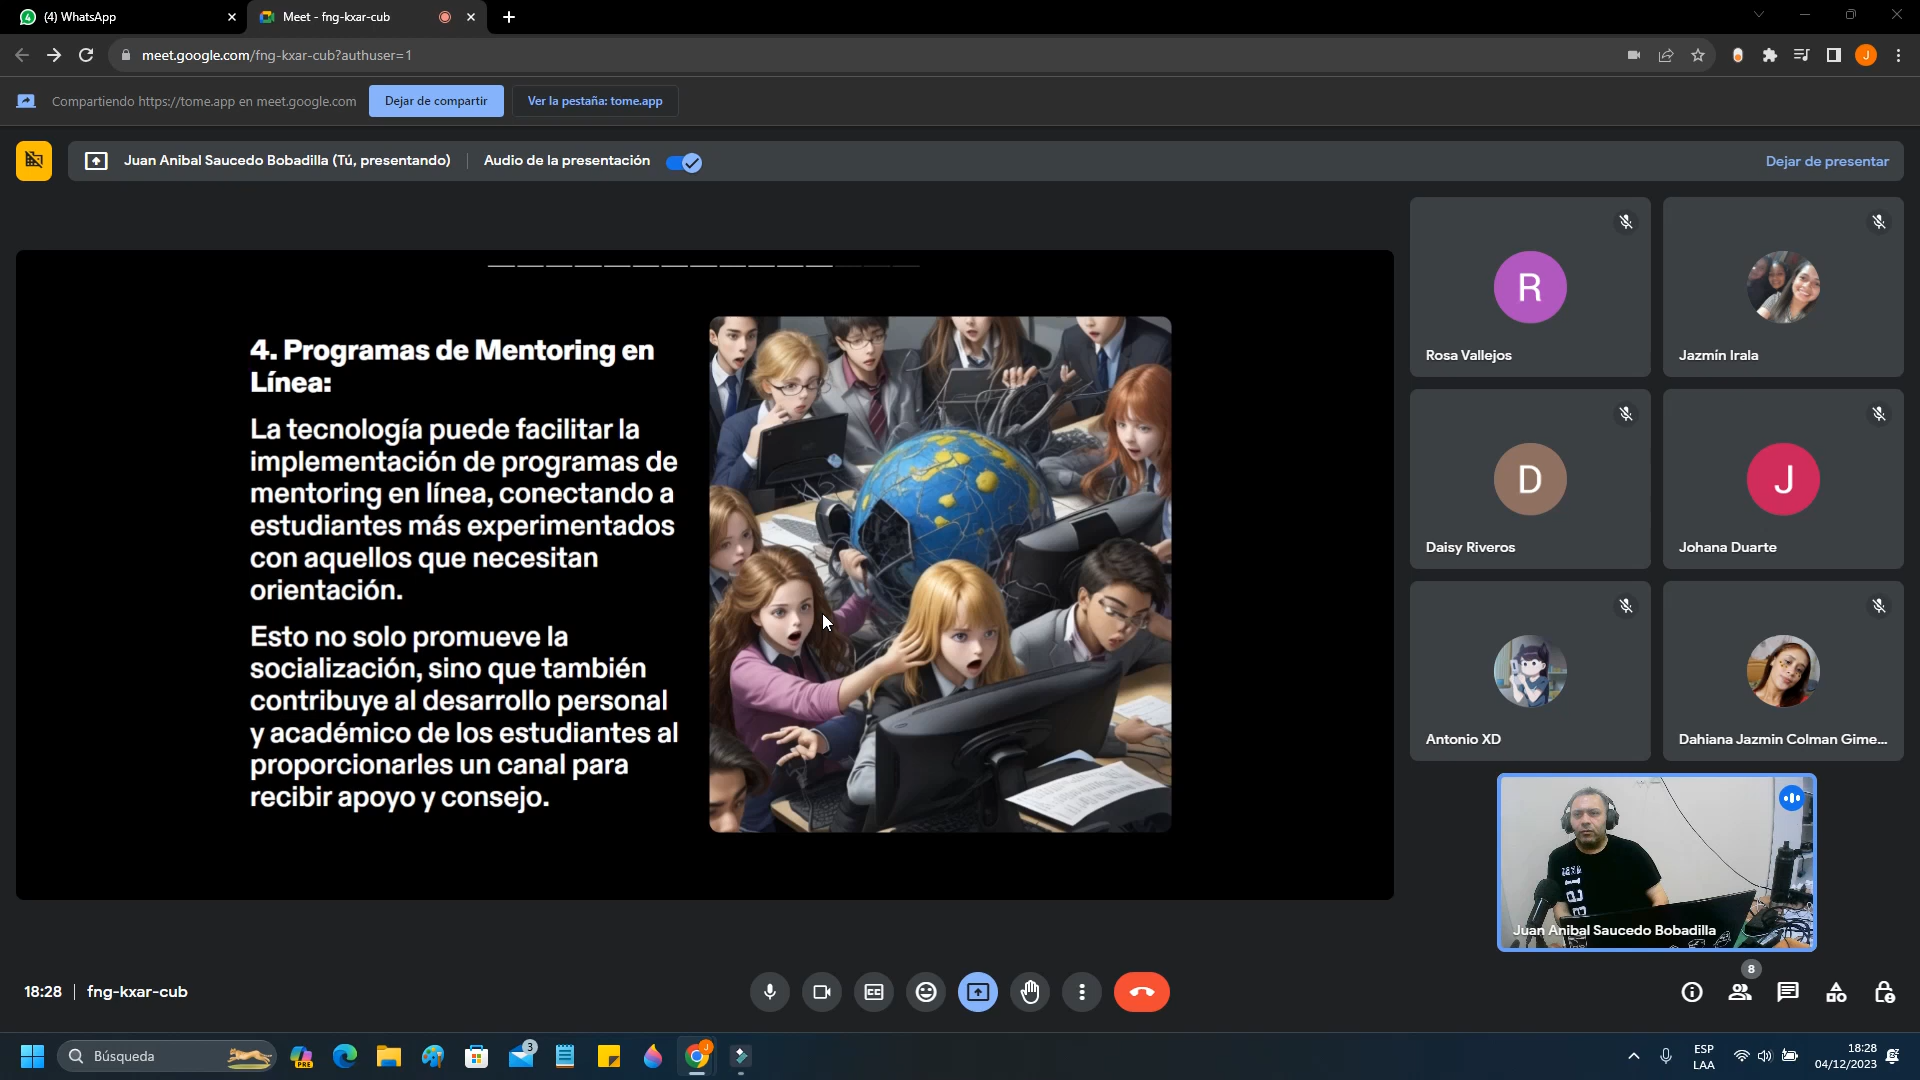 (4) WhatsApp
Meet - fng-kxar-cub
meet.google.com/fng-kxar-cub?authuser=1
Compartiendo https://tome.app en meet.google.com
Dejar de compartir
Ver la pestaña: tome.app
Juan Anibal Saucedo Bobadilla (Tú, presentando)
Audio de la presentación
Dejar de presentar
4. Programas de Mentoring en
Línea:
La tecnología puede facilitar la
implementación de programas de
mentoring en línea, conectando a
estudiantes más experimentados
con aquellos que necesitan
orientación.
Esto no solo promueve la
socialización, sino que también
contribuye al desarrollo personal
y académico de los estudiantes al
proporcionarles un canal para
recibir apoyo y consejo.
R
Rosa Vallejos
Jazmín Irala
D
Daisy Riveros
J
Johana Duarte
Antonio XD
Dahiana Jazmin Colman Gime...
Juan Anibal Saucedo Bobadilla
18:28
fng-kxar-cub
8
Búsqueda
PRE
3
J
ESP
LAA
18:28
04/12/2023